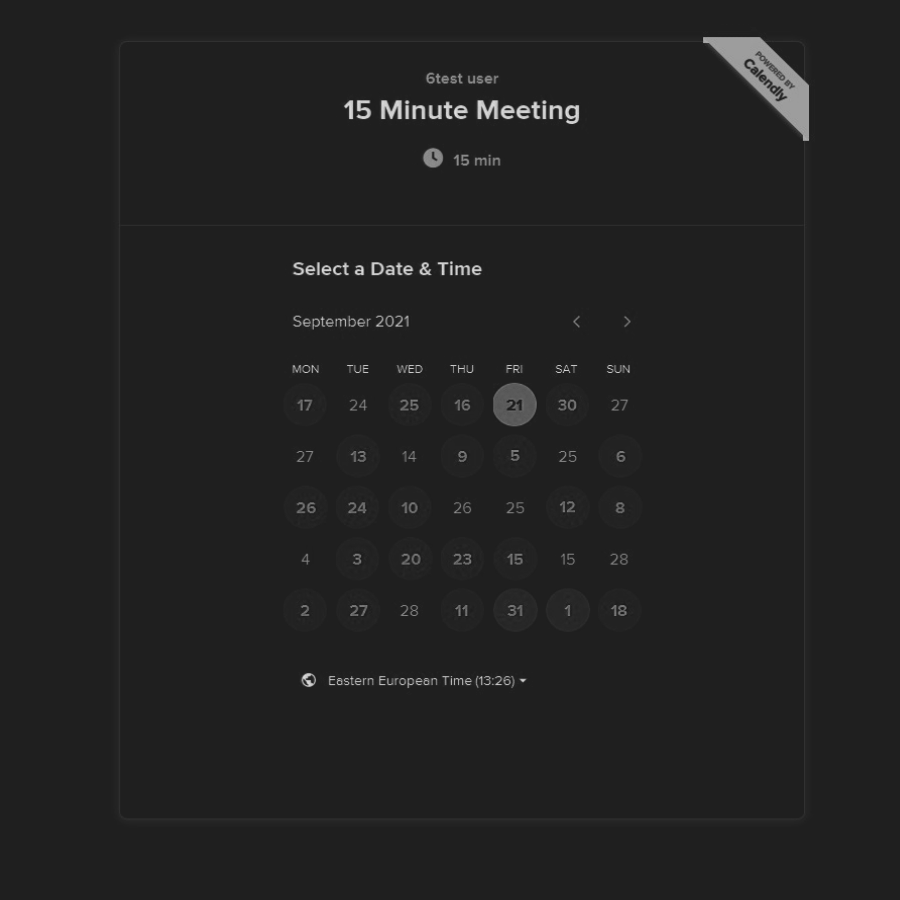 POWERED BY
Calendly
6test user
15 Minute Meeting
15 min
Select a Date & Time
September 2021
MON TUE WED THU FRI SAT SUN
17 24 25 16 21 30 27
27 13 14 9 5 25 6
26 24 10 26 25 12 8
4 3 20 23 15 15 28
2 27 28 11 31 1 18
Eastern European Time (13:26)